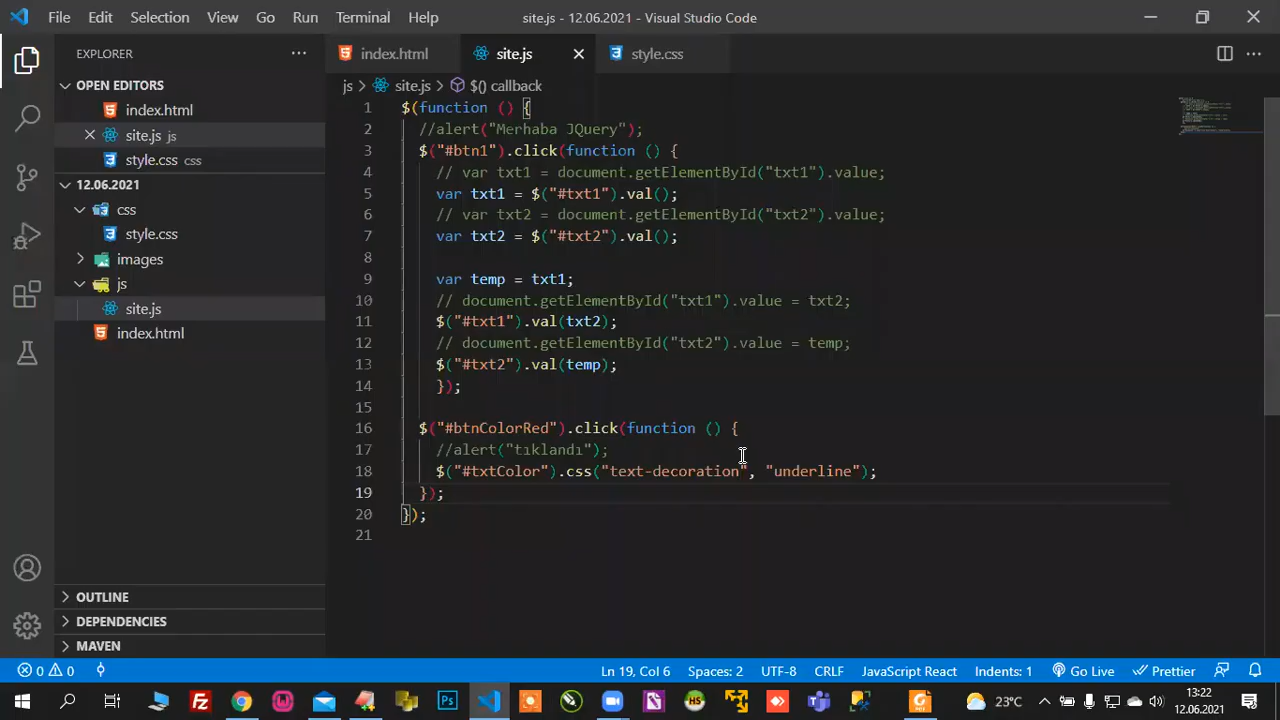 File Edit Selection View Go Run Terminal Help
site.js - 12.06.2021 - Visual Studio Code
EXPLORER
OPEN EDITORS
index.html
site.js js
style.css css
12.06.2021
css
style.css
images
js
site.js
index.html
OUTLINE
DEPENDENCIES
MAVEN
index.html site.js style.css
js > site.js > $() callback
1 $(function () {
2 //alert("Merhaba JQuery");
3 $("#btn1").click(function () {
4 // var txt1 = document.getElementById("txt1").value;
5 var txt1 = $("#txt1").val();
6 // var txt2 = document.getElementById("txt2").value;
7 var txt2 = $("#txt2").val();
8
9 var temp = txt1;
10 // document.getElementById("txt1").value = txt2;
11 $("#txt1").val(txt2);
12 // document.getElementById("txt2").value = temp;
13 $("#txt2").val(temp);
14 });
15
16 $("#btnColorRed").click(function () {
17 //alert("tıklandı");
18 $("#txtColor").css("text-decoration", "underline");
19 });
20 });
21
0 0 Ln 19, Col 6 Spaces: 2 UTF-8 CRLF JavaScript React Indents: 1 Go Live Prettier
Ps HS 23°C 13:22
12.06.2021